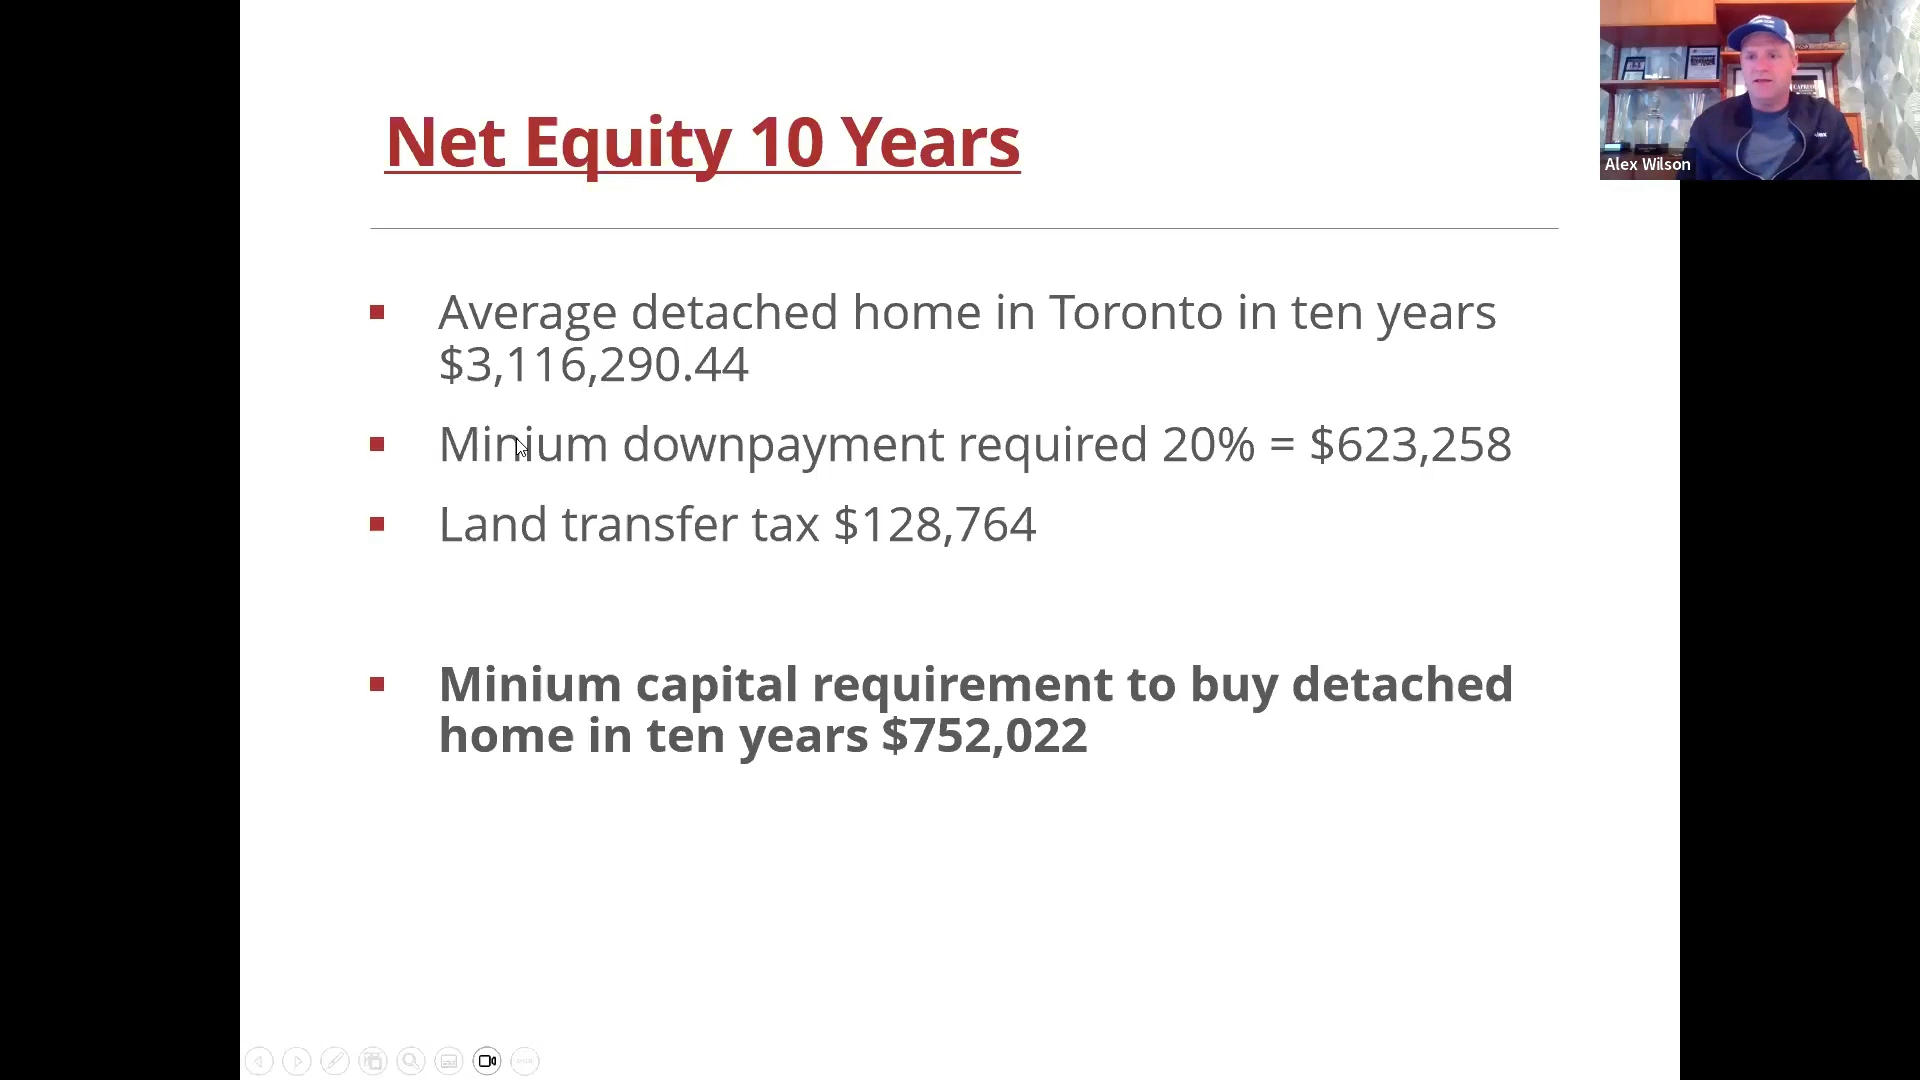 Net Equity 10 Years
Average detached home in Toronto in ten years
$3,116,290.44
Minium downpayment required 20% = $623,258
Land transfer tax $128,764
Minium capital requirement to buy detached
home in ten years $752,022
Alex Wilson